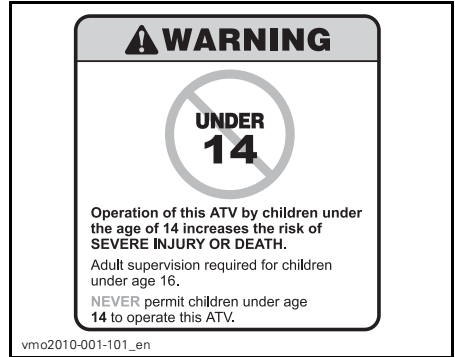 WARNING
UNDER
14
Operation of this ATV by children under
the age of 14 increases the risk of
SEVERE INJURY OR DEATH.
Adult supervision required for children
under age 16.
NEVER permit children under age
14 to operate this ATV.
vmo2010-001-101_en